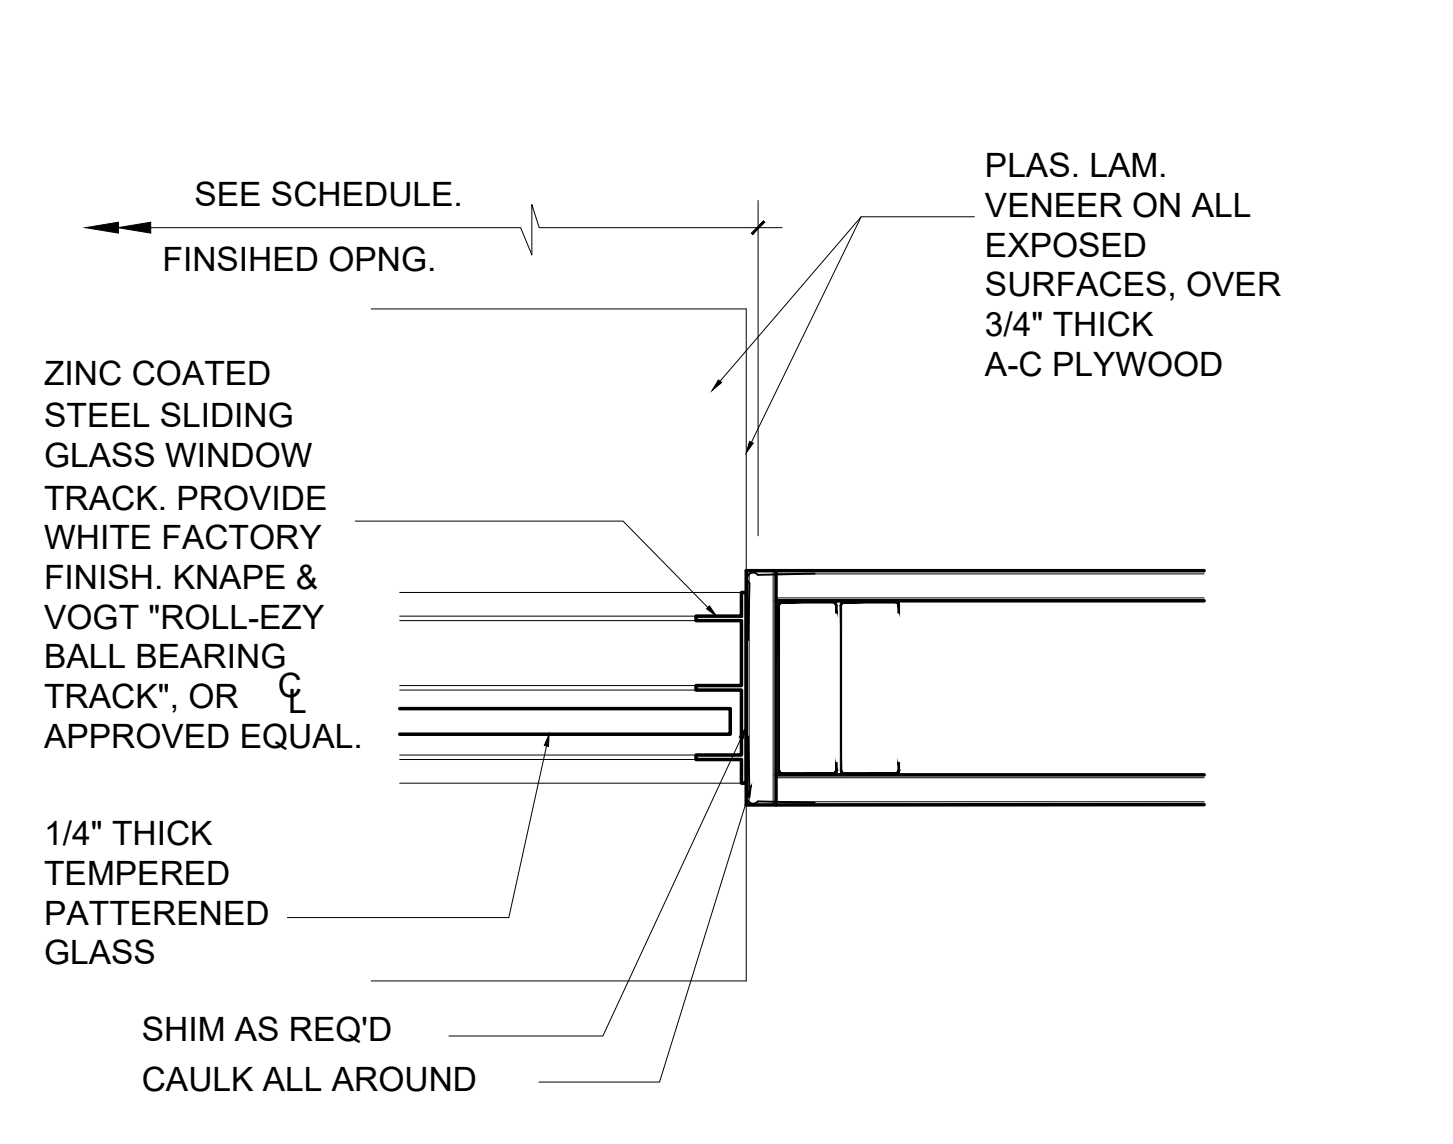 SEE SCHEDULE.
FINSIHED OPNG.
PLAS. LAM.
VENEER ON ALL
EXPOSED
SURFACES, OVER
3/4" THICK
A-C PLYWOOD
ZINC COATED
STEEL SLIDING
GLASS WINDOW
TRACK. PROVIDE
WHITE FACTORY
FINISH. KNAPE &
VOGT "ROLL-EZY
BALL BEARING
TRACK", OR
CL
APPROVED EQUAL.
1/4" THICK
TEMPERED
PATTERENED
GLASS
SHIM AS REQ'D
CAULK ALL AROUND